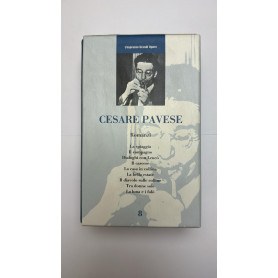 CESARE PAVESE
ROMANZI
La spiaggia
Il compagno
Dialoghi con Leucò
Il carcere
La casa in collina
La bella estate
Il diavolo sulle colline
Tra donne sole
La luna e i falò
8